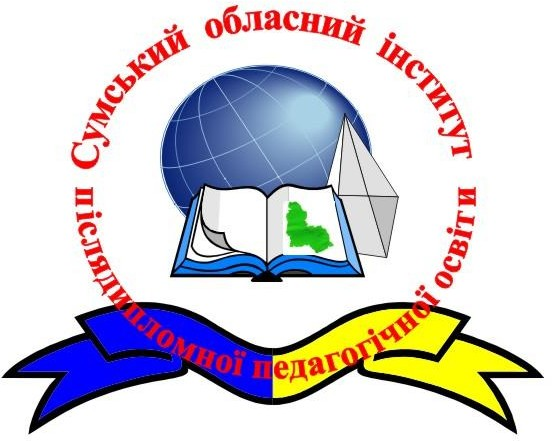 Сумський обласний інститут
післядипломної педагогічної освіти